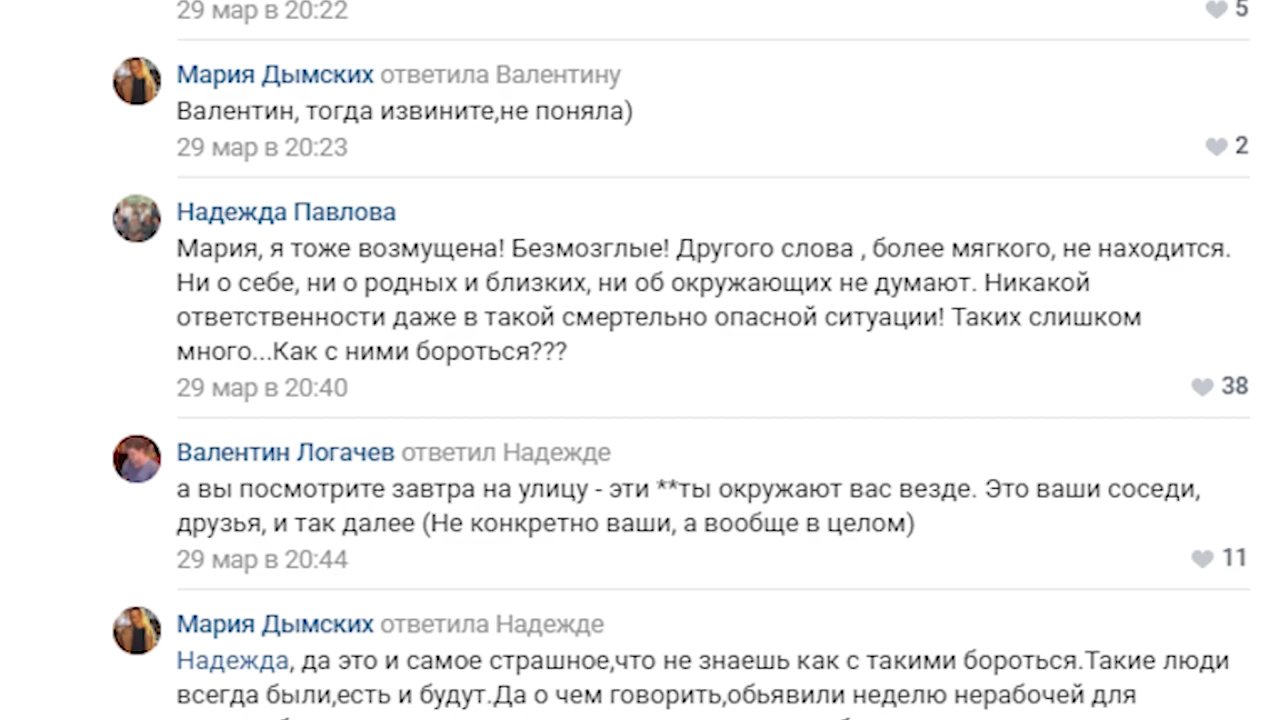 29 мар в 20:22
5
Мария Дымских ответила Валентину
Валентин, тогда извините,не поняла)
29 мар в 20:23
2
Надежда Павлова
Мария, я тоже возмущена! Безмозглые! Другого слова , более мягкого, не находится.
Ни о себе, ни о родных и близких, ни об окружающих не думают. Никакой
ответственности даже в такой смертельно опасной ситуации! Таких слишком
много...Как с ними бороться???
29 мар в 20:40
38
Валентин Логачев ответил Надежде
а вы посмотрите завтра на улицу - эти **ты окружают вас везде. Это ваши соседи,
друзья, и так далее (Не конкретно ваши, а вообще в целом)
29 мар в 20:44
11
Мария Дымских ответила Надежде
Надежда, да это и самое страшное,что не знаешь как с такими бороться.Такие люди
всегда были,есть и будут.Да о чем говорить,обьявили неделю нерабочей для